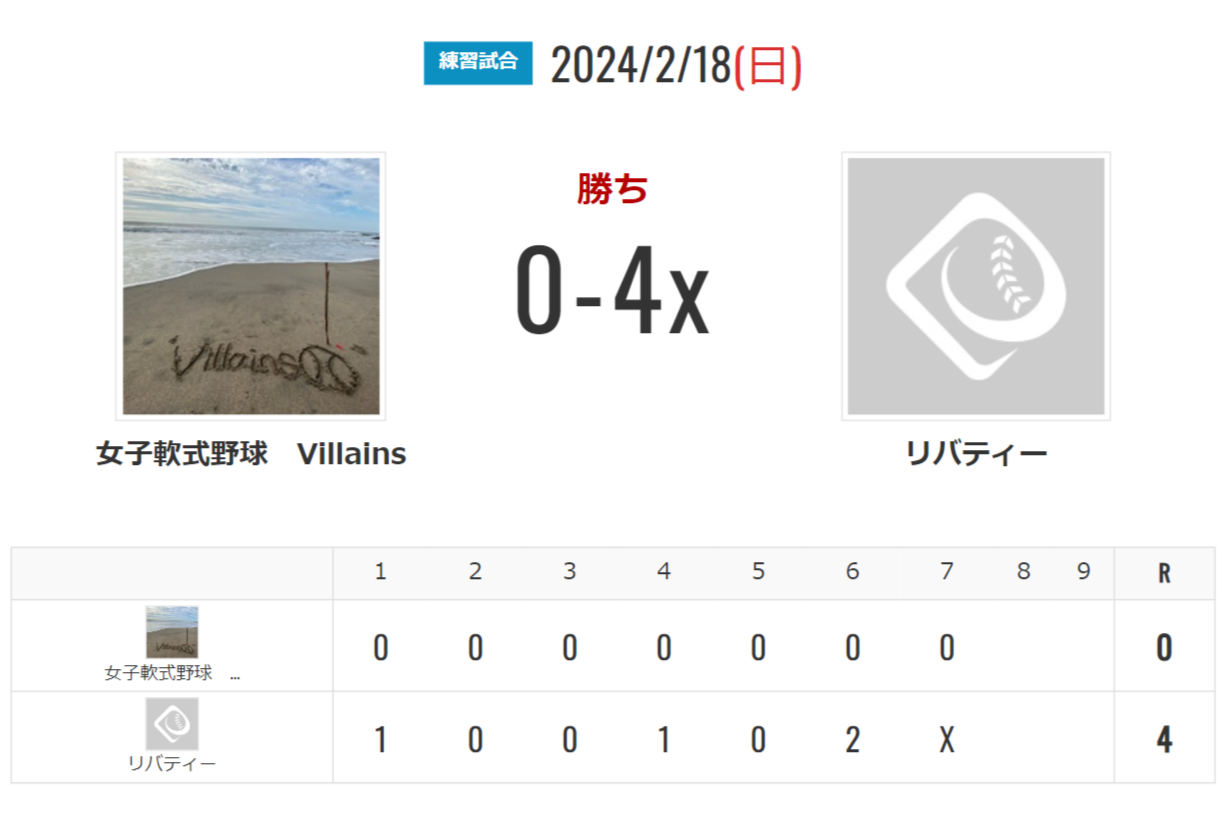 練習試合 2024/2/18(日)
勝ち
0-4x
Villains
女子軟式野球　Villains
リバティー
1 2 3 4 5 6 7 8 9 R
女子軟式野球　... 0 0 0 0 0 0 0 0
リバティー 1 0 0 1 0 2 X 4